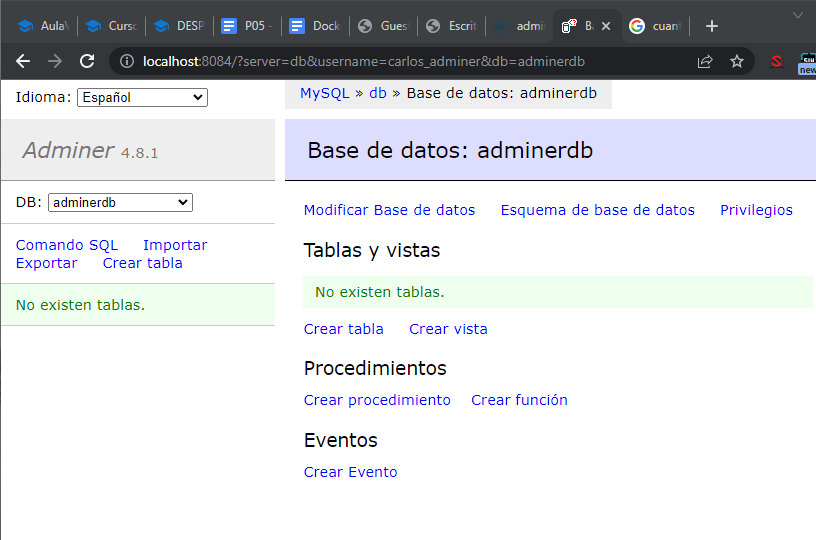 AulaV
Curso
DESP
P05 -
Dock
Gues
Escrit
admin
B
cuant
localhost:8084/?server=db&username=carlos_adminer&db=adminerdb
new
Idioma: Español
MySQL » db » Base de datos: adminerdb
Adminer 4.8.1
Base de datos: adminerdb
DB: adminerdb
Modificar Base de datos Esquema de base de datos Privilegios
Comando SQL Importar
Exportar Crear tabla
No existen tablas.
Tablas y vistas
No existen tablas.
Crear tabla Crear vista
Procedimientos
Crear procedimiento Crear función
Eventos
Crear Evento